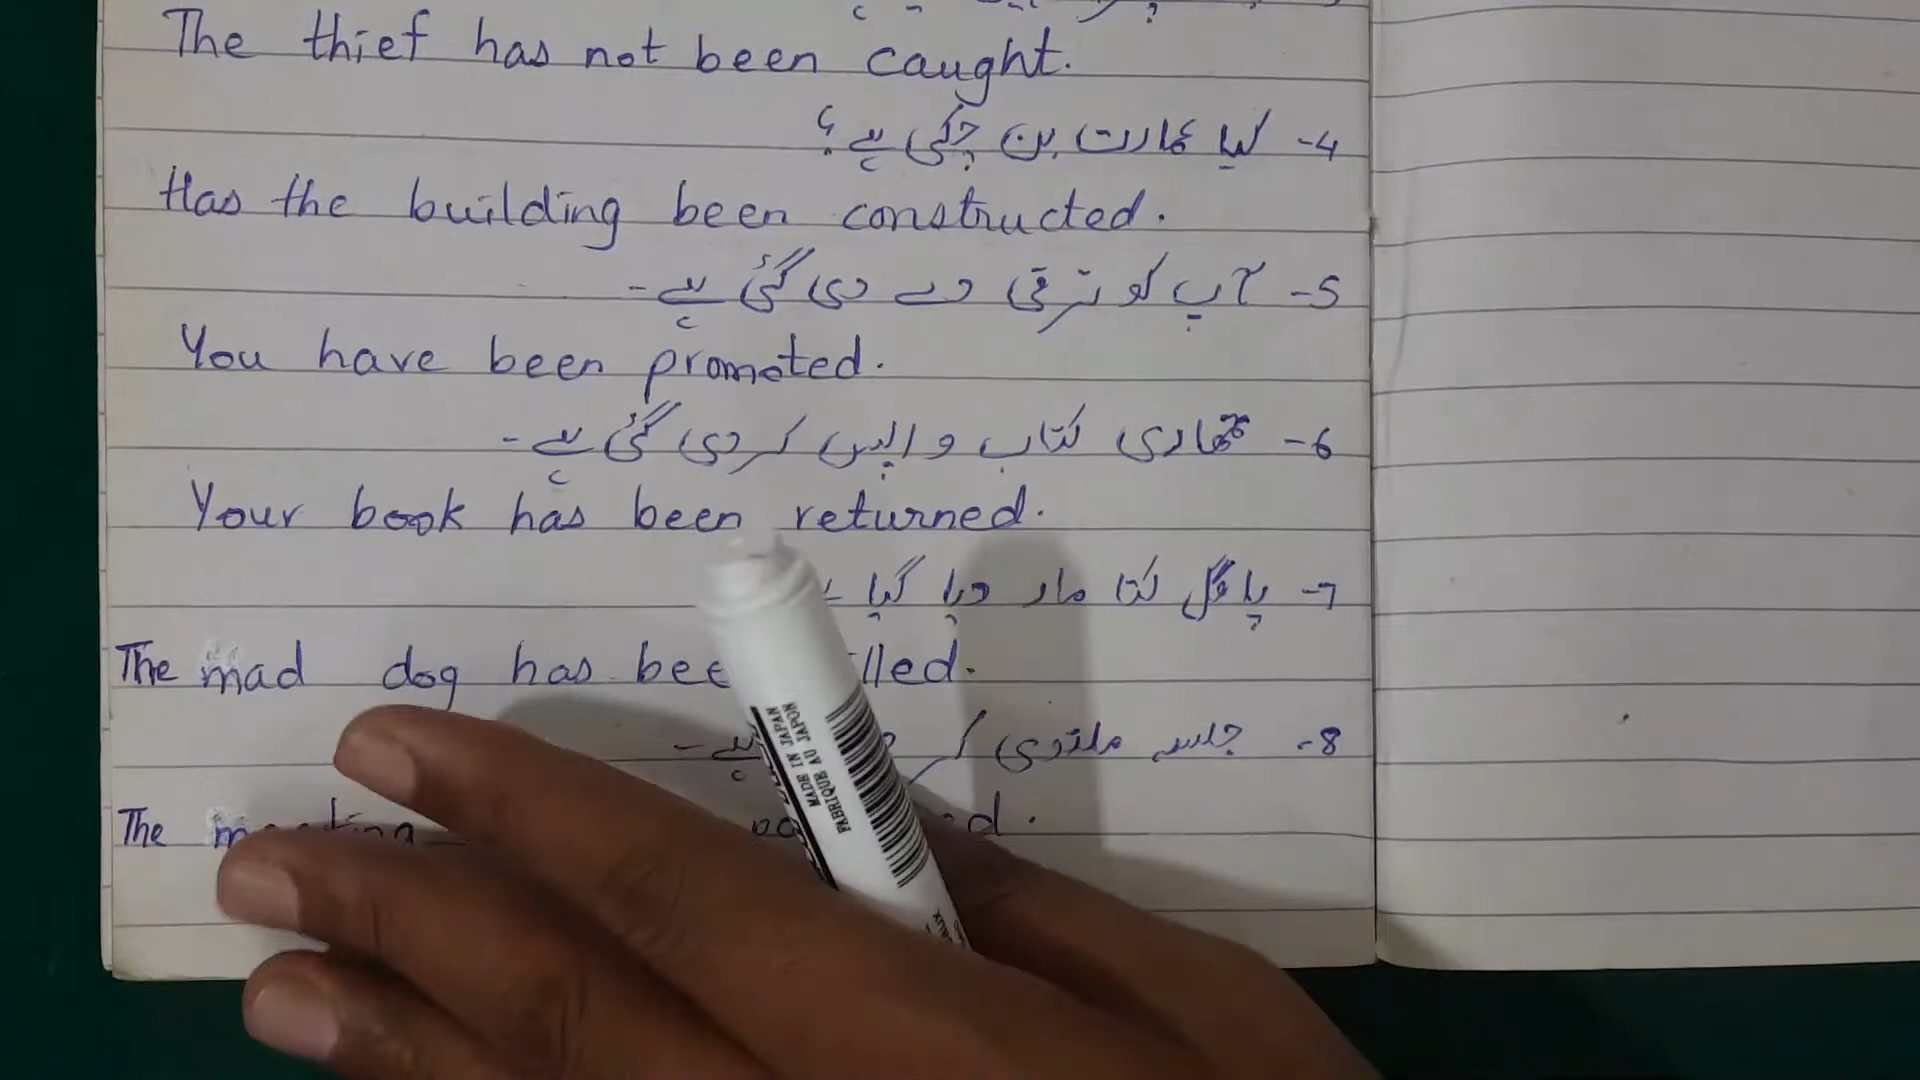 The thief has not been caught.
4- کیا عمارت بن چکی ہے؟
Has the building been constructed.
5- آپ کو ترقی دے دی گئی ہے -
You have been promoted.
6- تمھاری کتاب واپس کر دی گئی ہے -
Your book has been returned.
7- پاگل کتا مار دیا گیا
The mad dog has
8- جلسہ ملتوی کر ہے -
The meeting
MADE IN JAPAN
FABRIQUE AU JAPON